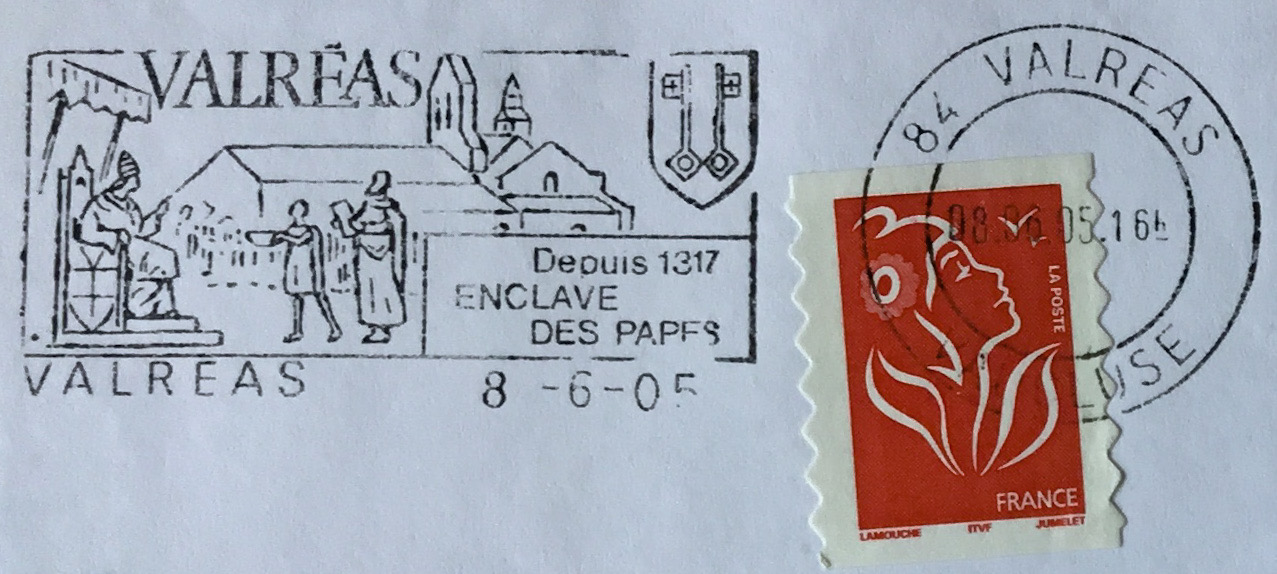 VALRÉAS
Depuis 1317
ENCLAVE
DES PAPES
VALREAS 8 -6-05
84 VALREAS
08.06.05.16h
LA POSTE
FRANCE
LAMOUCHE ITVF JUMELET